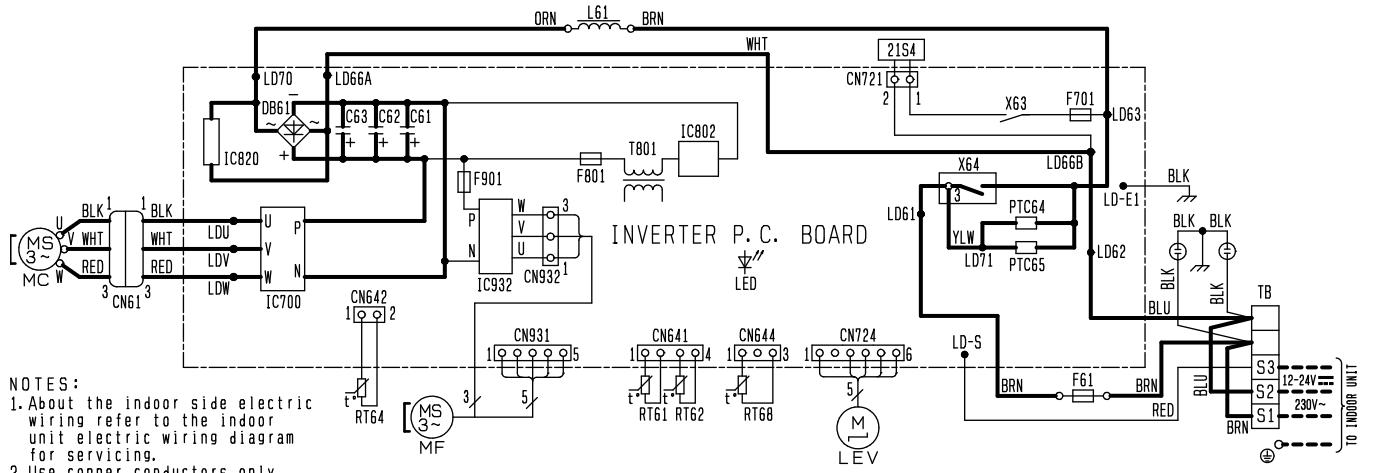 ORN L61 BRN
WHT
21S4
CN721
2 1
X63
F701
LD63
LD70
LD66A
DB61
−
~ ~
+
C63 C62 C61
+ + +
IC820
T801
IC802
F801
F901
LD66B
X64
3
LD-E1
BLK
LD61
PTC64
YLW
LD71
PTC65
LD62
BLK BLK
BLK
BLK
U BLK 1 1 BLK LDU U P
V WHT WHT LDV V
W RED 3 3 RED LDW W N
MS
3~
MC
CN61
IC700
P W 3
V
N U 1
IC932
CN932
INVERTER P. C. BOARD
LED
CN642
1 2
t°
RT64
CN931
1 5
3 5
MS
3~
MF
CN641
1 4
t° t°
RT61 RT62
CN644
1 3
t°
RT68
CN724
1 6
5
M
LEV
LD-S
BLU
TB
BRN F61 BRN
RED
BLU
BRN
S3
S2
S1
12-24V
230V~
TO INDOOR UNIT
NOTES:
1. About the indoor side electric
wiring refer to the indoor
unit electric wiring diagram
for servicing.
2. Use copper conductors only